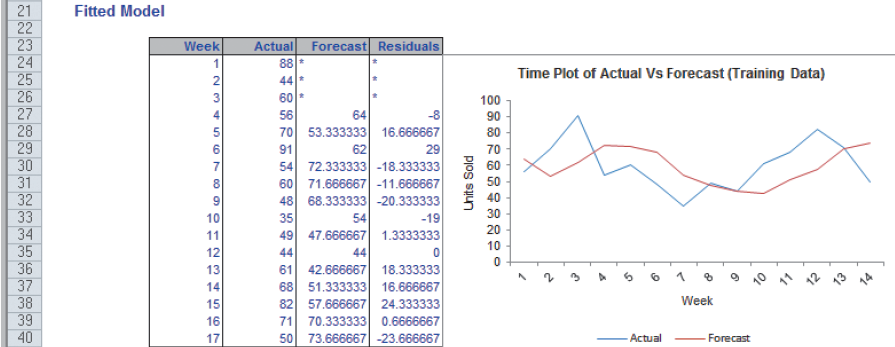 21 Fitted Model
22
23 Week Actual Forecast Residuals
24 1 88 * *
25 2 44 * *
26 3 60 * *
27 4 56 64 -8
28 5 70 53.333333 16.666667
29 6 91 62 29
30 7 54 72.333333 -18.333333
31 8 60 71.666667 -11.666667
32 9 48 68.333333 -20.333333
33 10 35 54 -19
34 11 49 47.666667 1.3333333
35 12 44 44 0
36 13 61 42.666667 18.333333
37 14 68 51.333333 16.666667
38 15 82 57.666667 24.333333
39 16 71 70.333333 0.6666667
40 17 50 73.666667 -23.666667
Time Plot of Actual Vs Forecast (Training Data)
Units Sold
100
90
80
70
60
50
40
30
20
10
0
1 2 3 4 5 6 7 8 9 10 11 12 13 14
Week
Actual Forecast